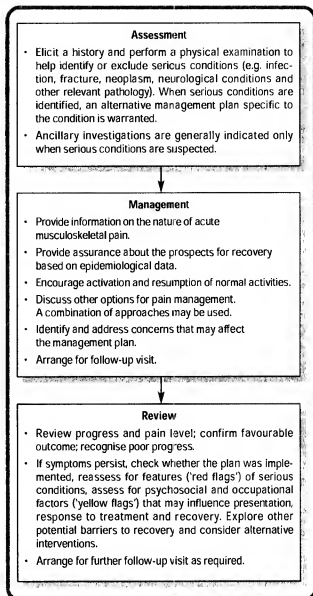 Assessment
• Elicit a history and perform a physical examination to
help identify or exclude serious conditions (e.g. infec-
tion, fracture, neoplasm, neurological conditions and
other relevant pathology). When serious conditions are
identified, an alternative management plan specific to
the condition is warranted.
• Ancillary investigations are generally indicated only
when serious conditions are suspected.
Management
• Provide information on the nature of acute
musculoskeletal pain.
• Provide assurance about the prospects for recovery
based on epidemiological data.
• Encourage activation and resumption of normal activities.
• Discuss other options for pain management.
A combination of approaches may be used.
• Identify and address concerns that may affect
the management plan.
• Arrange for follow-up visit.
Review
• Review progress and pain level; confirm favourable
outcome; recognise poor progress.
• If symptoms persist, check whether the plan was imple-
mented, reassess for features ('red flags') of serious
conditions, assess for psychosocial and occupational
factors ('yellow flags') that may influence presentation,
response to treatment and recovery. Explore other
potential barriers to recovery and consider alternative
interventions.
• Arrange for further follow-up visit as required.